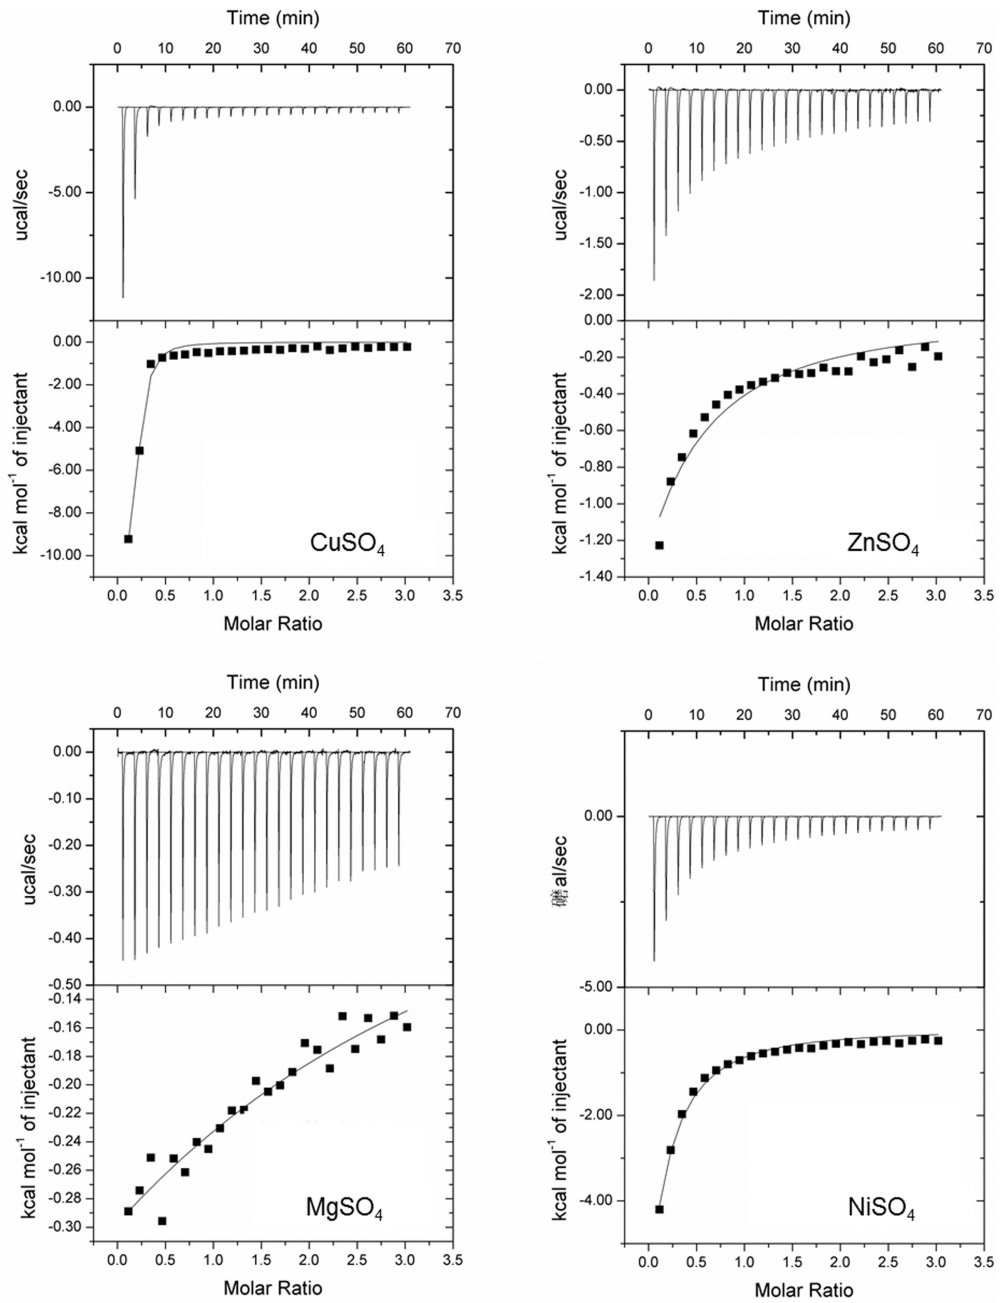 Time (min)
0 10 20 30 40 50 60 70
0.00
-5.00
-10.00
ucal/sec
0.00
-2.00
-4.00
-6.00
-8.00
-10.00
kcal mol⁻¹ of injectant
CuSO₄
0.0 0.5 1.0 1.5 2.0 2.5 3.0 3.5
Molar Ratio
Time (min)
0 10 20 30 40 50 60 70
0.00
-0.50
-1.00
-1.50
-2.00
ucal/sec
0.00
-0.20
-0.40
-0.60
-0.80
-1.00
-1.20
-1.40
kcal mol⁻¹ of injectant
ZnSO₄
0.0 0.5 1.0 1.5 2.0 2.5 3.0 3.5
Molar Ratio
Time (min)
0 10 20 30 40 50 60 70
0.00
-0.10
-0.20
-0.30
-0.40
-0.50
ucal/sec
-0.14
-0.16
-0.18
-0.20
-0.22
-0.24
-0.26
-0.28
-0.30
kcal mol⁻¹ of injectant
MgSO₄
0.0 0.5 1.0 1.5 2.0 2.5 3.0 3.5
Molar Ratio
Time (min)
0 10 20 30 40 50 60 70
0.00
-5.00
礳al/sec
0.00
-2.00
-4.00
kcal mol⁻¹ of injectant
NiSO₄
0.0 0.5 1.0 1.5 2.0 2.5 3.0 3.5
Molar Ratio